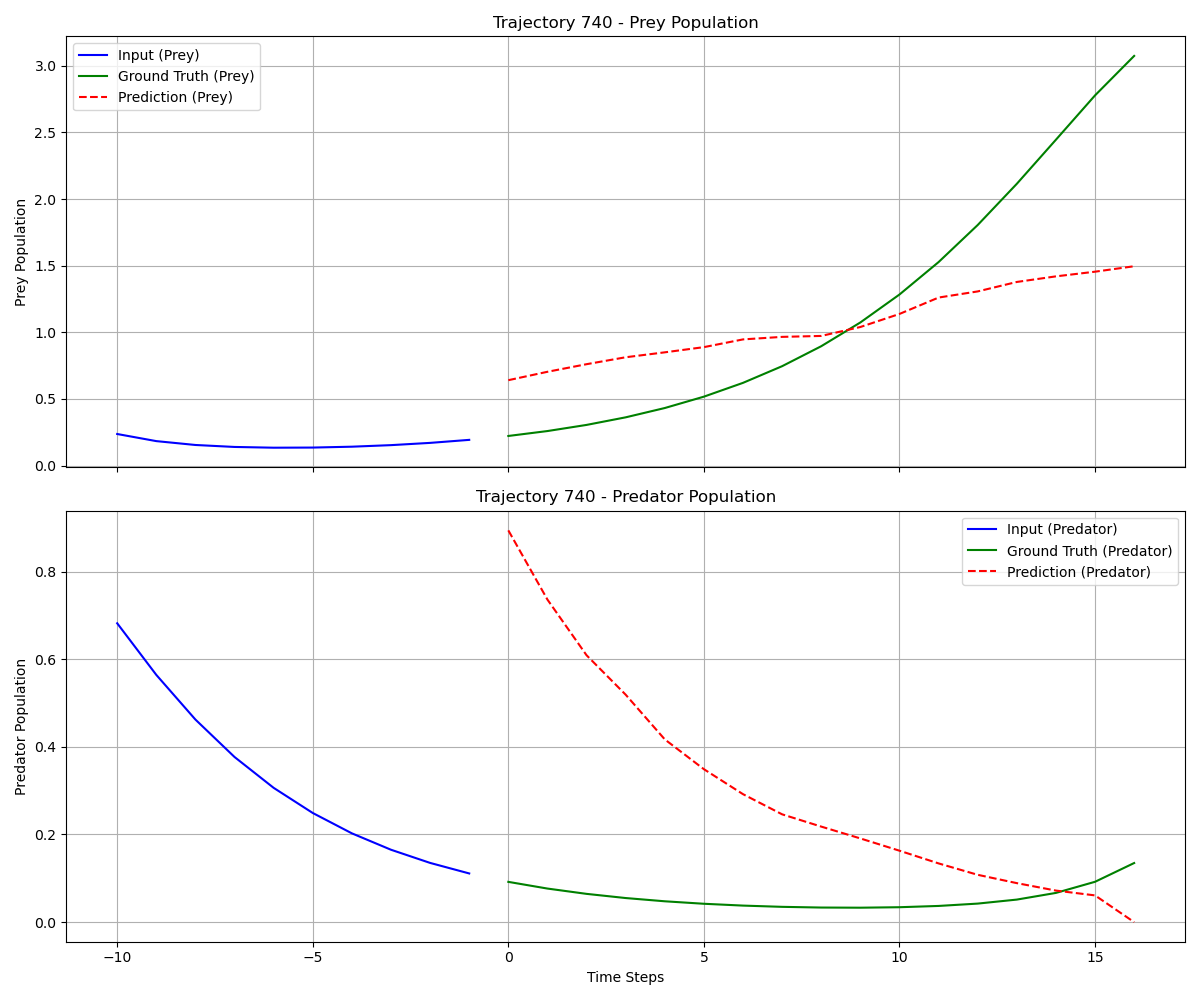 Trajectory 740 - Prey Population
Input (Prey)
Ground Truth (Prey)
Prediction (Prey)
Prey Population
3.0
2.5
2.0
1.5
1.0
0.5
0.0
Trajectory 740 - Predator Population
Input (Predator)
Ground Truth (Predator)
Prediction (Predator)
Predator Population
0.8
0.6
0.4
0.2
0.0
−10 −5 0 5 10 15
Time Steps